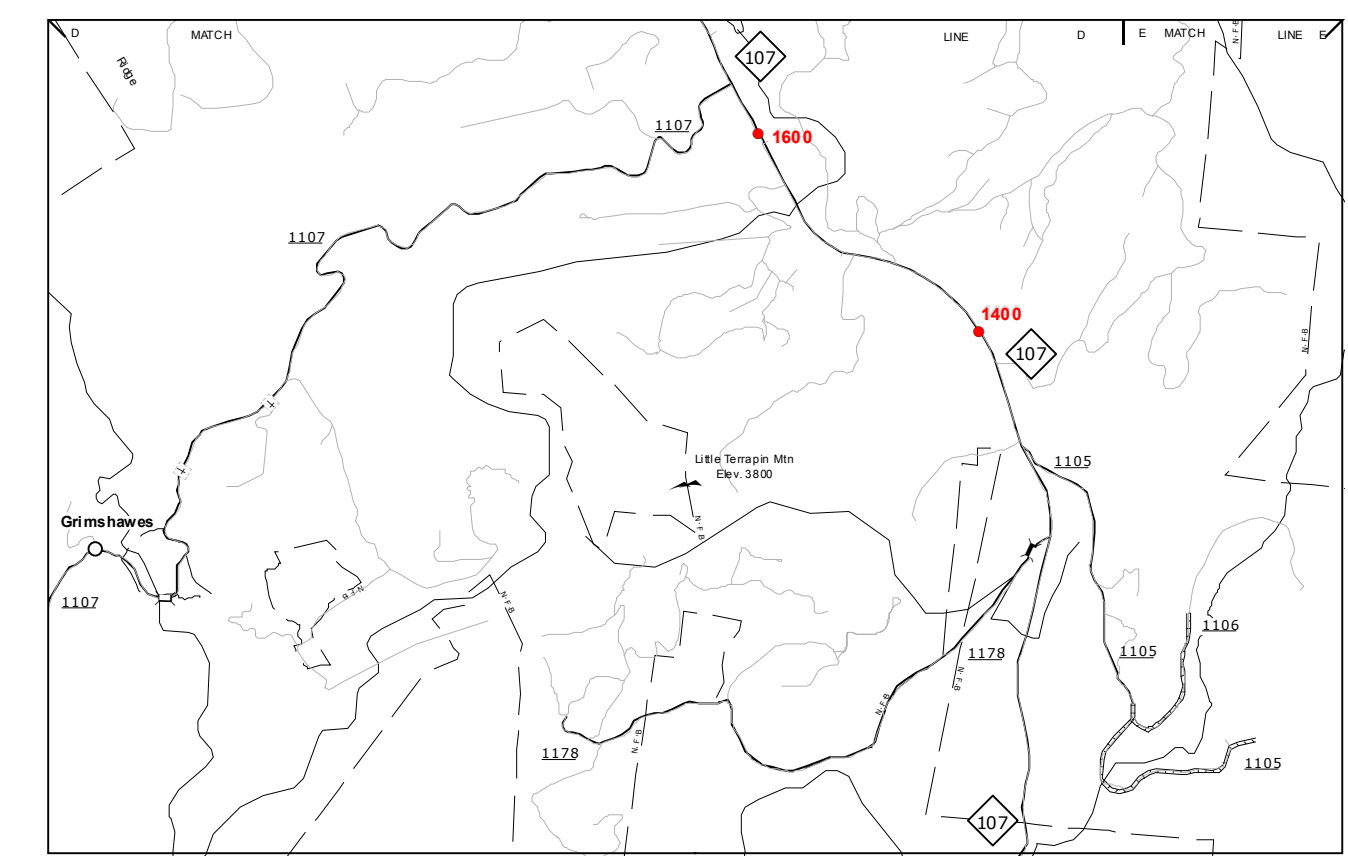 D
MATCH
LINE
D
E
MATCH
LINE
E
N·F·B
Ridge
107
1107
1600
1107
1400
107
N·F·B
Little Terrapin Mtn
Elev. 3800
1105
N·F·B
Grimshawes
1107
N·F·B
N·F·B
1106
1105
1178
N·F·B
N·F·B
N·F·B
1178
1105
107